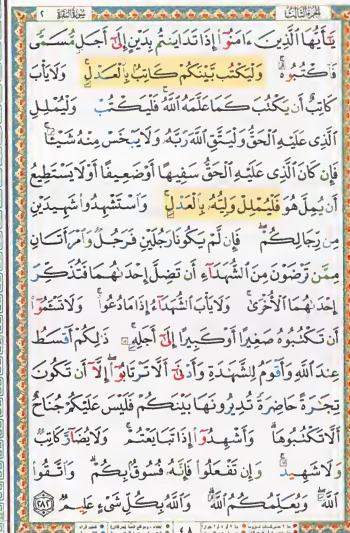 الجزء الثالث سورة البقرة ٢
يَٰٓأَيُّهَا ٱلَّذِينَ ءَامَنُوٓا۟ إِذَا تَدَايَنتُم بِدَيْنٍ إِلَىٰٓ أَجَلٍ مُّسَمًّى
فَٱكْتُبُوهُ ۚ وَلْيَكْتُب بَّيْنَكُمْ كَاتِبٌۢ بِٱلْعَدْلِ ۚ وَلَا يَأْبَ
كَاتِبٌ أَن يَكْتُبَ كَمَا عَلَّمَهُ ٱللَّهُ ۚ فَلْيَكْتُبْ وَلْيُمْلِلِ
ٱلَّذِى عَلَيْهِ ٱلْحَقُّ وَلْيَتَّقِ ٱللَّهَ رَبَّهُۥ وَلَا يَبْخَسْ مِنْهُ شَيْـًٔا ۚ
فَإِن كَانَ ٱلَّذِى عَلَيْهِ ٱلْحَقُّ سَفِيهًا أَوْ ضَعِيفًا أَوْ لَا يَسْتَطِيعُ
أَن يُمِلَّ هُوَ فَلْيُمْلِلْ وَلِيُّهُۥ بِٱلْعَدْلِ ۚ وَٱسْتَشْهِدُوا۟ شَهِيدَيْنِ
مِن رِّجَالِكُمْ ۖ فَإِن لَّمْ يَكُونَا رَجُلَيْنِ فَرَجُلٌ وَٱمْرَأَتَانِ
مِمَّن تَرْضَوْنَ مِنَ ٱلشُّهَدَآءِ أَن تَضِلَّ إِحْدَىٰهُمَا فَتُذَكِّرَ
إِحْدَىٰهُمَا ٱلْأُخْرَىٰ ۚ وَلَا يَأْبَ ٱلشُّهَدَآءُ إِذَا مَا دُعُوا۟ ۚ وَلَا تَسْـَٔمُوٓا۟
أَن تَكْتُبُوهُ صَغِيرًا أَوْ كَبِيرًا إِلَىٰٓ أَجَلِهِۦ ۚ ذَٰلِكُمْ أَقْسَطُ
عِندَ ٱللَّهِ وَأَقْوَمُ لِلشَّهَٰدَةِ وَأَدْنَىٰٓ أَلَّا تَرْتَابُوٓا۟ ۖ إِلَّآ أَن تَكُونَ
تِجَٰرَةً حَاضِرَةً تُدِيرُونَهَا بَيْنَكُمْ فَلَيْسَ عَلَيْكُمْ جُنَاحٌ
أَلَّا تَكْتُبُوهَا ۗ وَأَشْهِدُوٓا۟ إِذَا تَبَايَعْتُمْ ۚ وَلَا يُضَآرَّ كَاتِبٌ
وَلَا شَهِيدٌ ۚ وَإِن تَفْعَلُوا۟ فَإِنَّهُۥ فُسُوقٌۢ بِكُمْ ۗ وَٱتَّقُوا۟
ٱللَّهَ ۖ وَيُعَلِّمُكُمُ ٱللَّهُ ۗ وَٱللَّهُ بِكُلِّ شَىْءٍ عَلِيمٌ ٢٨٢
٤٨